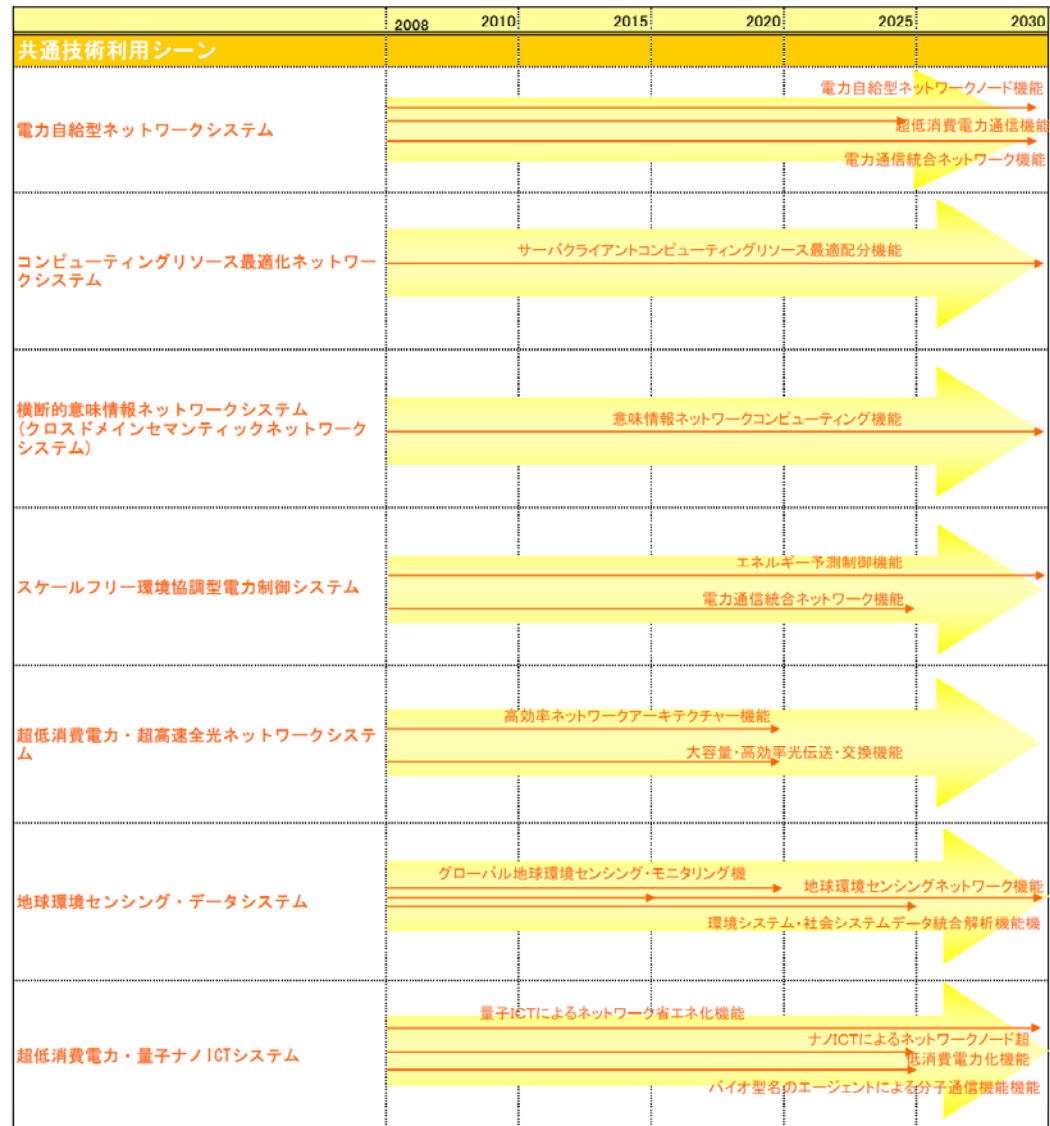 2008 2010 2015 2020 2025 2030
共通技術利用シーン
電力自給型ネットワークノード機能
電力自給型ネットワークシステム
超低消費電力通信機能
電力通信統合ネットワーク機能
サーバクライアントコンピューティングリソース最適配分機能
コンピューティングリソース最適化ネットワー
クシステム
横断的意味情報ネットワークシステム
(クロスドメインセマンティックネットワーク
システム)
意味情報ネットワークコンピューティング機能
エネルギー予測制御機能
スケールフリー環境協調型電力制御システム
電力通信統合ネットワーク機能
高効率ネットワークアーキテクチャー機能
超低消費電力・超高速全光ネットワークシステ
ム
大容量・高効率光伝送・交換機能
グローバル地球環境センシング・モニタリング機
地球環境センシングネットワーク機能
地球環境センシング・データシステム
環境システム・社会システムデータ統合解析機能機
量子ICTによるネットワーク省エネ化機能
ナノICTによるネットワークノード超
低消費電力化機能
超低消費電力・量子ナノICTシステム
バイオ型名のエージェントによる分子通信機能機能